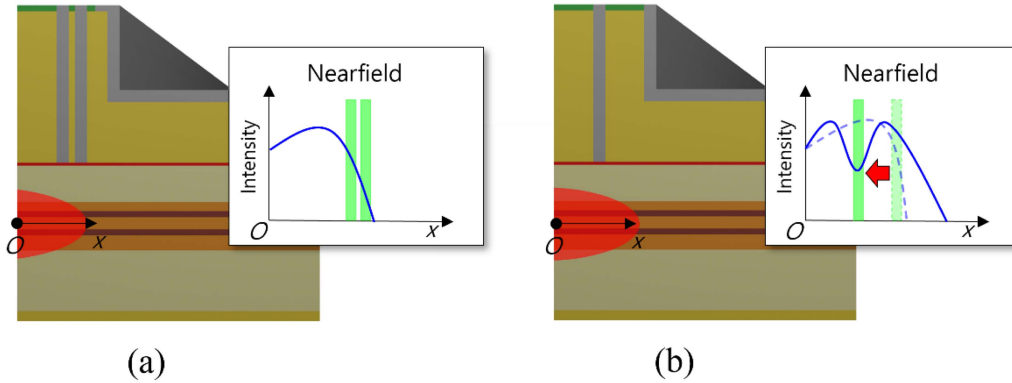 Nearfield
Intensity
O
x
O
x
(a)
Nearfield
Intensity
O
x
O
x
(b)